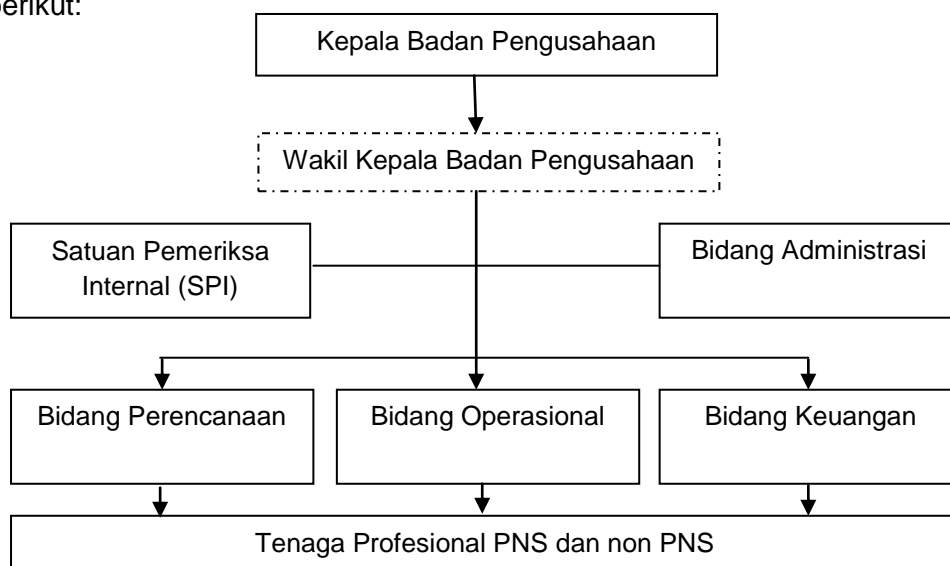 erikut:
Kepala Badan Pengusahaan
Wakil Kepala Badan Pengusahaan
Satuan Pemeriksa
Internal (SPI)
Bidang Administrasi
Bidang Perencanaan
Bidang Operasional
Bidang Keuangan
Tenaga Profesional PNS dan non PNS